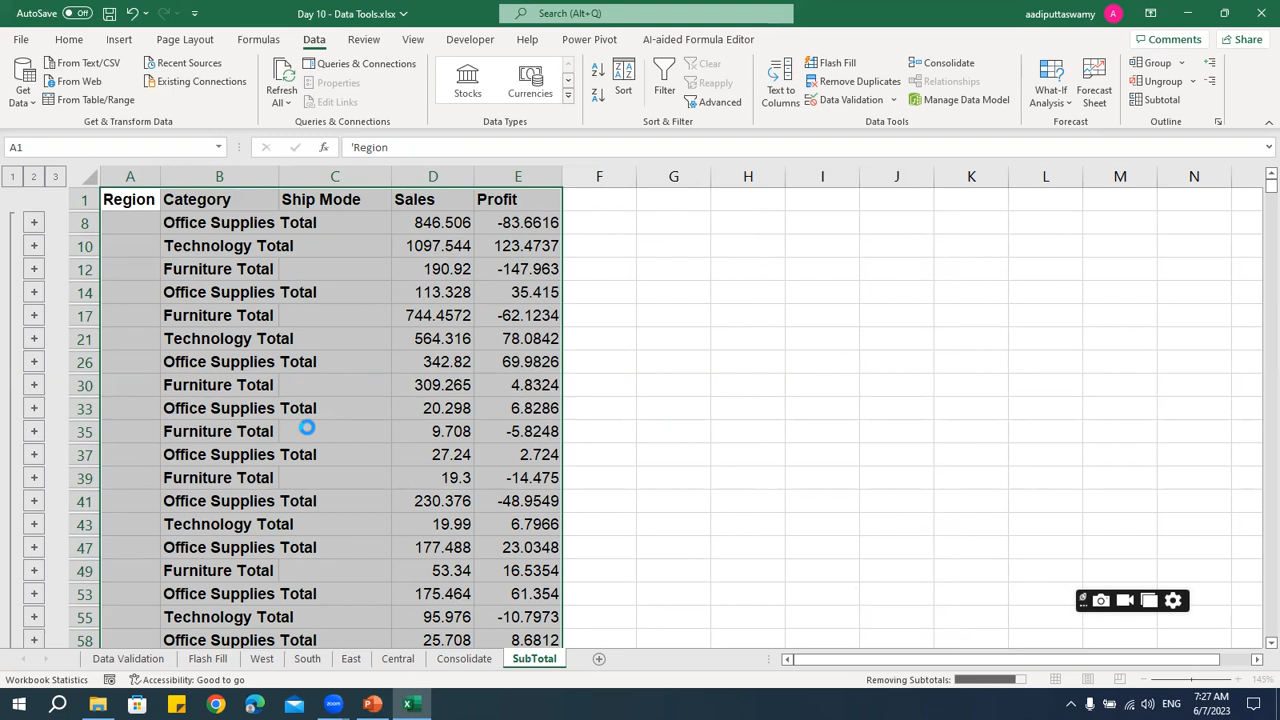 AutoSave Off Day 10 - Data Tools.xlsx Search (Alt+Q) aadiputtaswamy A
File Home Insert Page Layout Formulas Data Review View Developer Help Power Pivot AI-aided Formula Editor Comments Share
Get Data From Text/CSV From Web From Table/Range Recent Sources Existing Connections
Get & Transform Data
Refresh All Queries & Connections Properties Edit Links
Queries & Connections
Stocks Currencies
Data Types
Sort Filter Clear Reapply Advanced
Sort & Filter
Text to Columns Flash Fill Remove Duplicates Data Validation Consolidate Relationships Manage Data Model
Data Tools
What-If Analysis Forecast Sheet
Forecast
Group Ungroup Subtotal
Outline
A1 fx 'Region
1 2 3 A B C D E F G H I J K L M N
1 Region Category Ship Mode Sales Profit
8 Office Supplies Total 846.506 -83.6616
10 Technology Total 1097.544 123.4737
12 Furniture Total 190.92 -147.963
14 Office Supplies Total 113.328 35.415
17 Furniture Total 744.4572 -62.1234
21 Technology Total 564.316 78.0842
26 Office Supplies Total 342.82 69.9826
30 Furniture Total 309.265 4.8324
33 Office Supplies Total 20.298 6.8286
35 Furniture Total 9.708 -5.8248
37 Office Supplies Total 27.24 2.724
39 Furniture Total 19.3 -14.475
41 Office Supplies Total 230.376 -48.9549
43 Technology Total 19.99 6.7966
47 Office Supplies Total 177.488 23.0348
49 Furniture Total 53.34 16.5354
53 Office Supplies Total 175.464 61.354
55 Technology Total 95.976 -10.7973
58 Office Supplies Total 25.708 8.6812
Data Validation Flash Fill West South East Central Consolidate SubTotal
Workbook Statistics Accessibility: Good to go Removing Subtotals: 145%
zoom 7:27 AM
6/7/2023